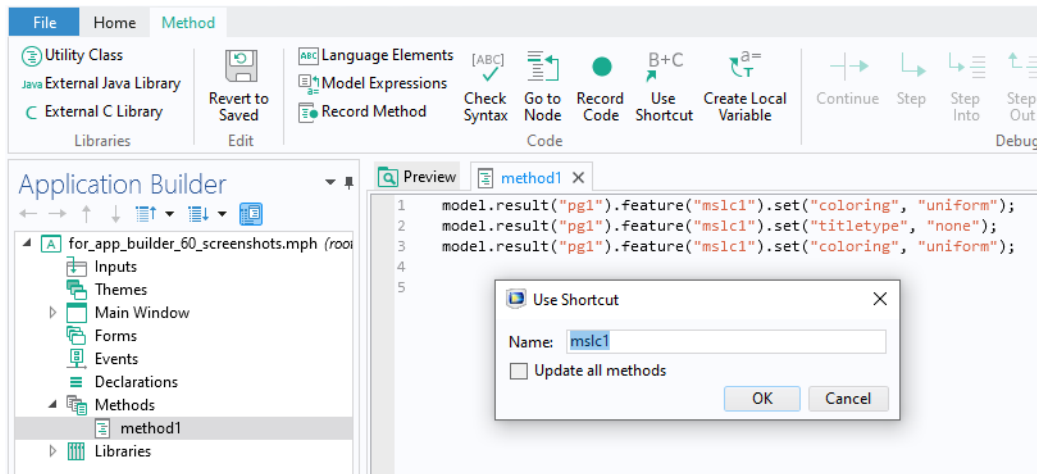 File Home Method
Utility Class
Java External Java Library
C External C Library
Libraries
Revert to
Saved
Edit
ABC Language Elements
a= Model Expressions
Record Method
[ABC]
Check
Syntax
Go to
Node
Record
Code
B+C
Use
Shortcut
a=
T
Create Local
Variable
Code
Continue
Step
Step
Into
Step
Out
Debug
Application Builder
A for_app_builder_60_screenshots.mph (root
Inputs
Themes
Main Window
Forms
Events
Declarations
Methods
method1
Libraries
Preview method1
1 model.result("pg1").feature("mslc1").set("coloring", "uniform");
2 model.result("pg1").feature("mslc1").set("titletype", "none");
3 model.result("pg1").feature("mslc1").set("coloring", "uniform");
4
5
Use Shortcut
Name: mslc1
Update all methods
OK Cancel